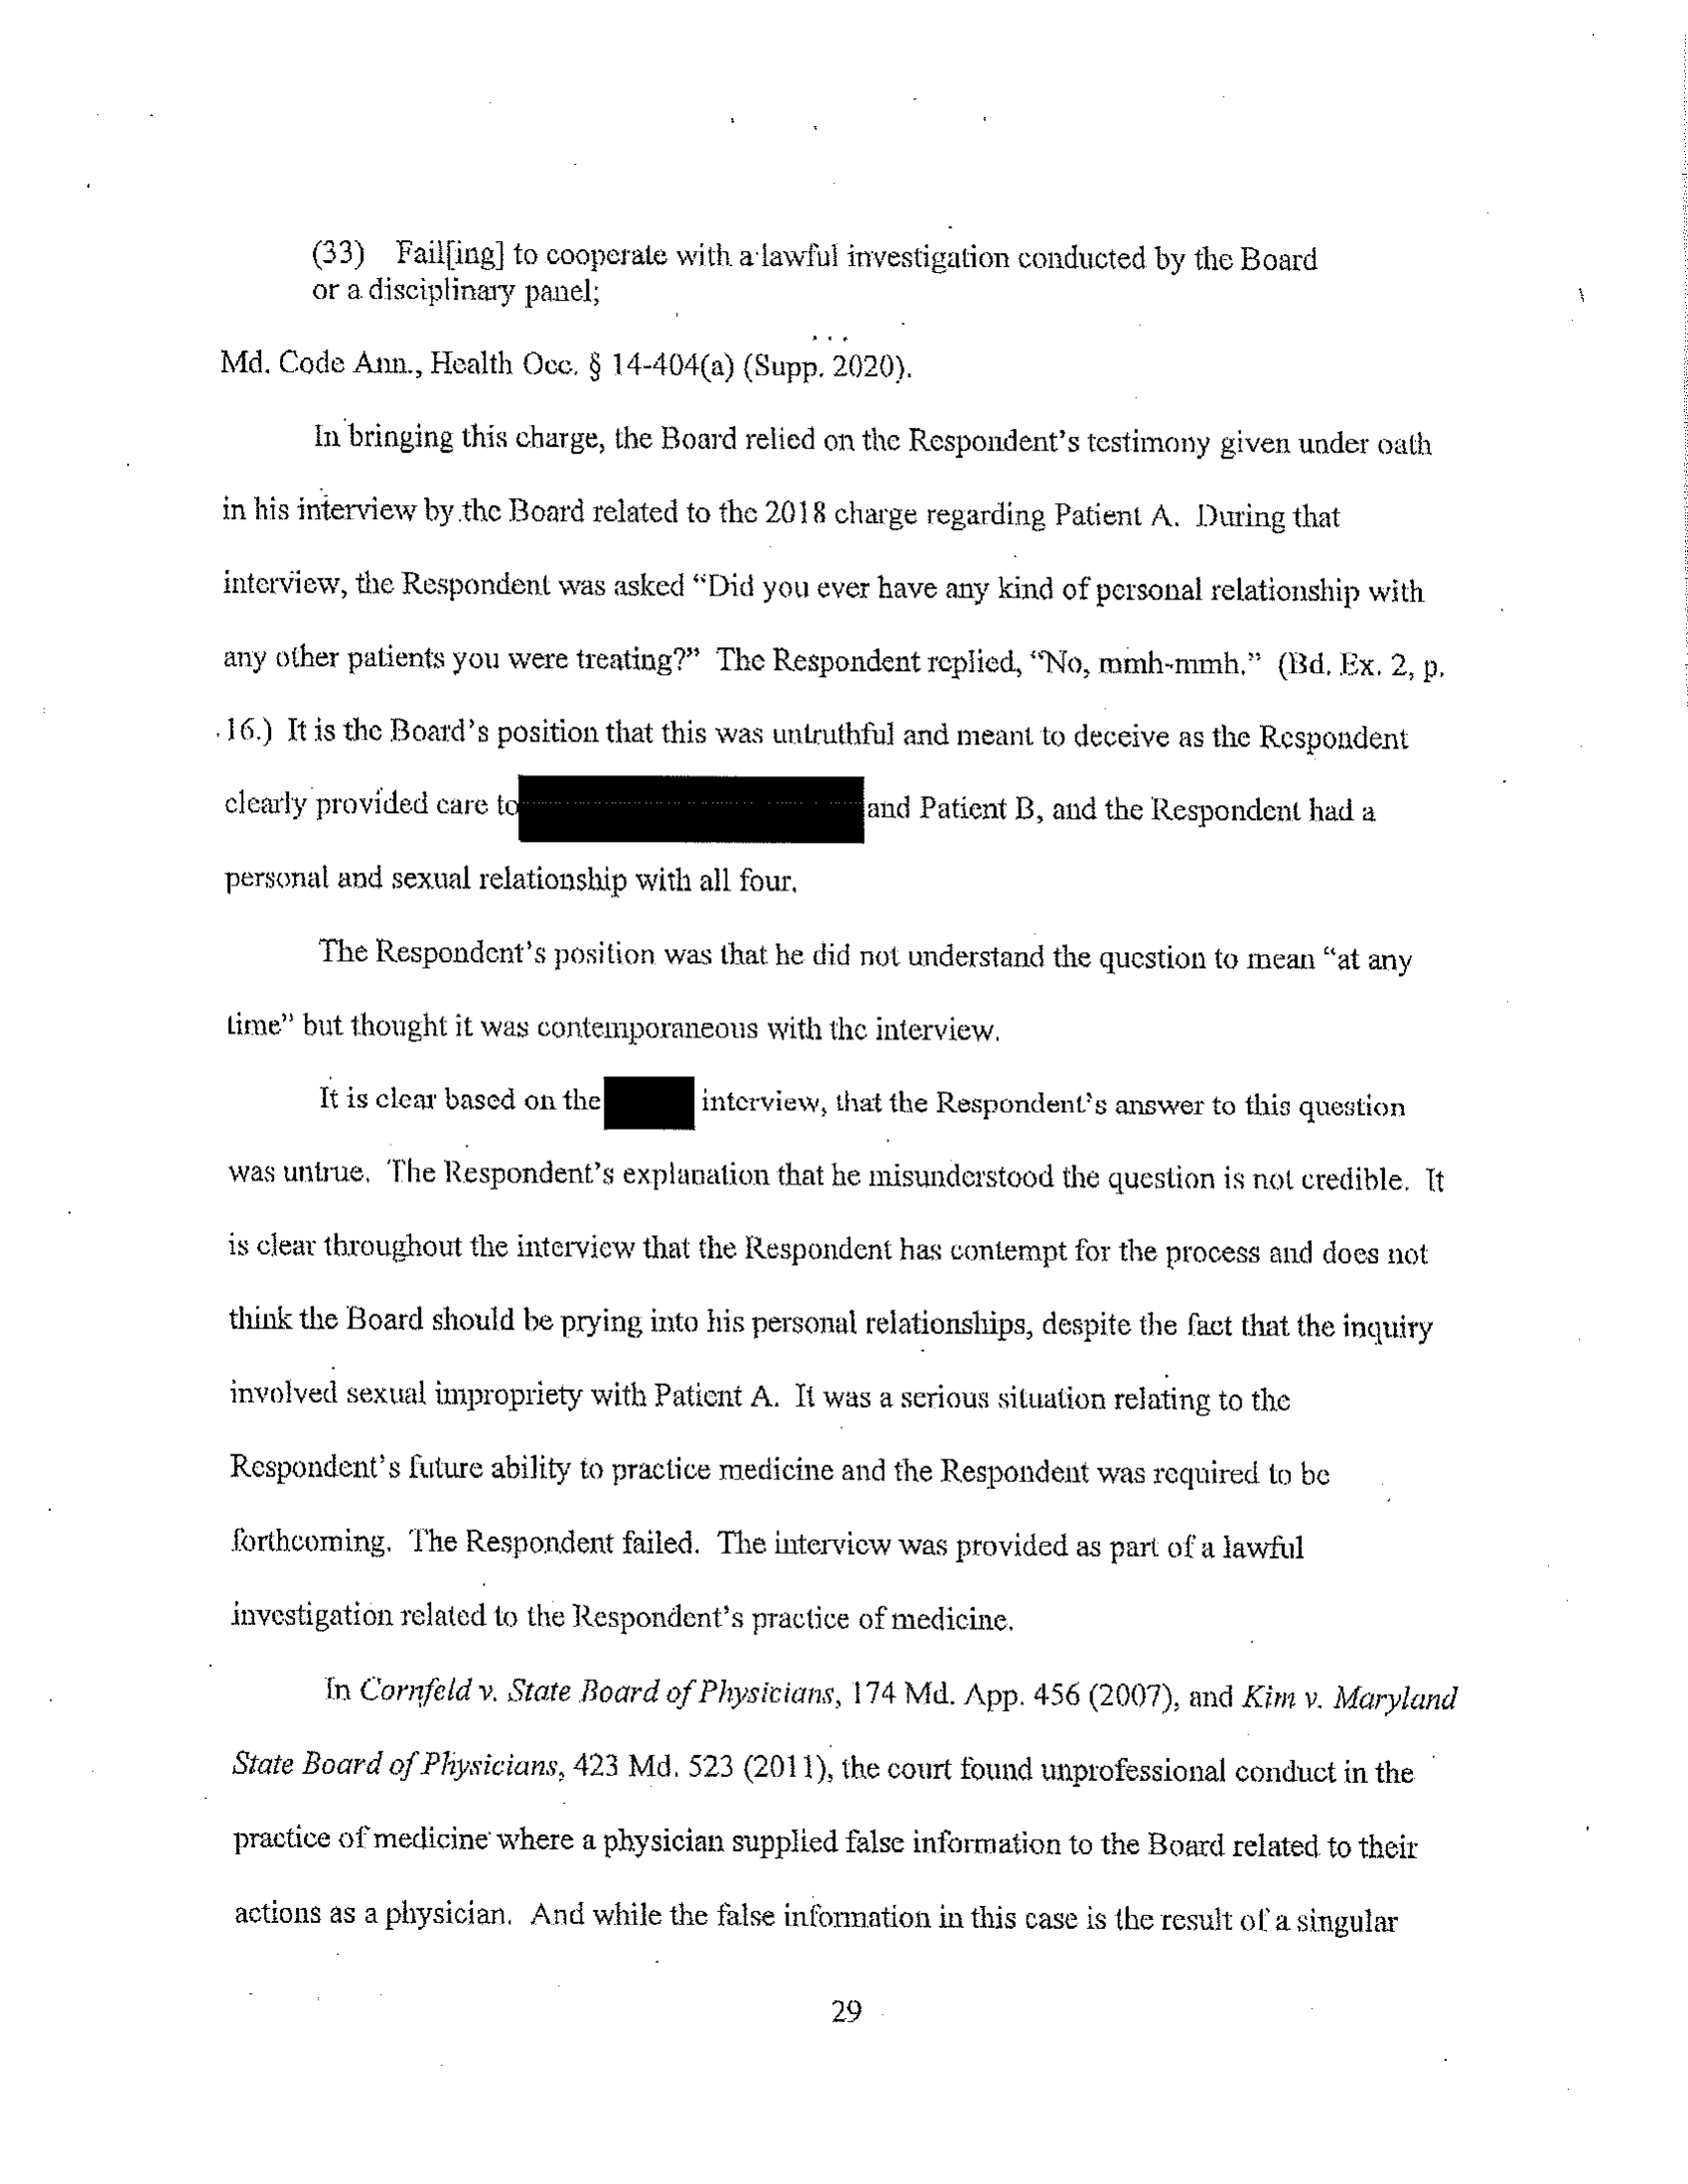 (33) Fail[ing] to cooperate with a lawful investigation conducted by the Board
or a disciplinary panel;
. . .
Md. Code Ann., Health Occ. § 14-404(a) (Supp. 2020).
In bringing this charge, the Board relied on the Respondent's testimony given under oath
in his interview by the Board related to the 2018 charge regarding Patient A. During that
interview, the Respondent was asked "Did you ever have any kind of personal relationship with
any other patients you were treating?" The Respondent replied, "No, mmh-mmh." (Bd. Ex. 2, p.
16.) It is the Board's position that this was untruthful and meant to deceive as the Respondent
clearly provided care to and Patient B, and the Respondent had a
personal and sexual relationship with all four.
The Respondent's position was that he did not understand the question to mean "at any
time" but thought it was contemporaneous with the interview.
It is clear based on the interview, that the Respondent's answer to this question
was untrue. The Respondent's explanation that he misunderstood the question is not credible. It
is clear throughout the interview that the Respondent has contempt for the process and does not
think the Board should be prying into his personal relationships, despite the fact that the inquiry
involved sexual impropriety with Patient A. It was a serious situation relating to the
Respondent's future ability to practice medicine and the Respondent was required to be
forthcoming. The Respondent failed. The interview was provided as part of a lawful
investigation related to the Respondent's practice of medicine.
In Cornfeld v. State Board of Physicians, 174 Md. App. 456 (2007), and Kim v. Maryland
State Board of Physicians, 423 Md. 523 (2011), the court found unprofessional conduct in the
practice of medicine where a physician supplied false information to the Board related to their
actions as a physician. And while the false information in this case is the result of a singular
29